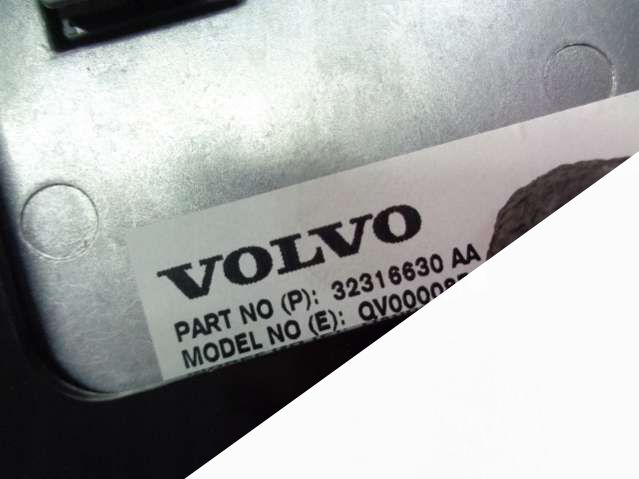 VOLVO
PART NO (P): 32316630 AA
MODEL NO (E):